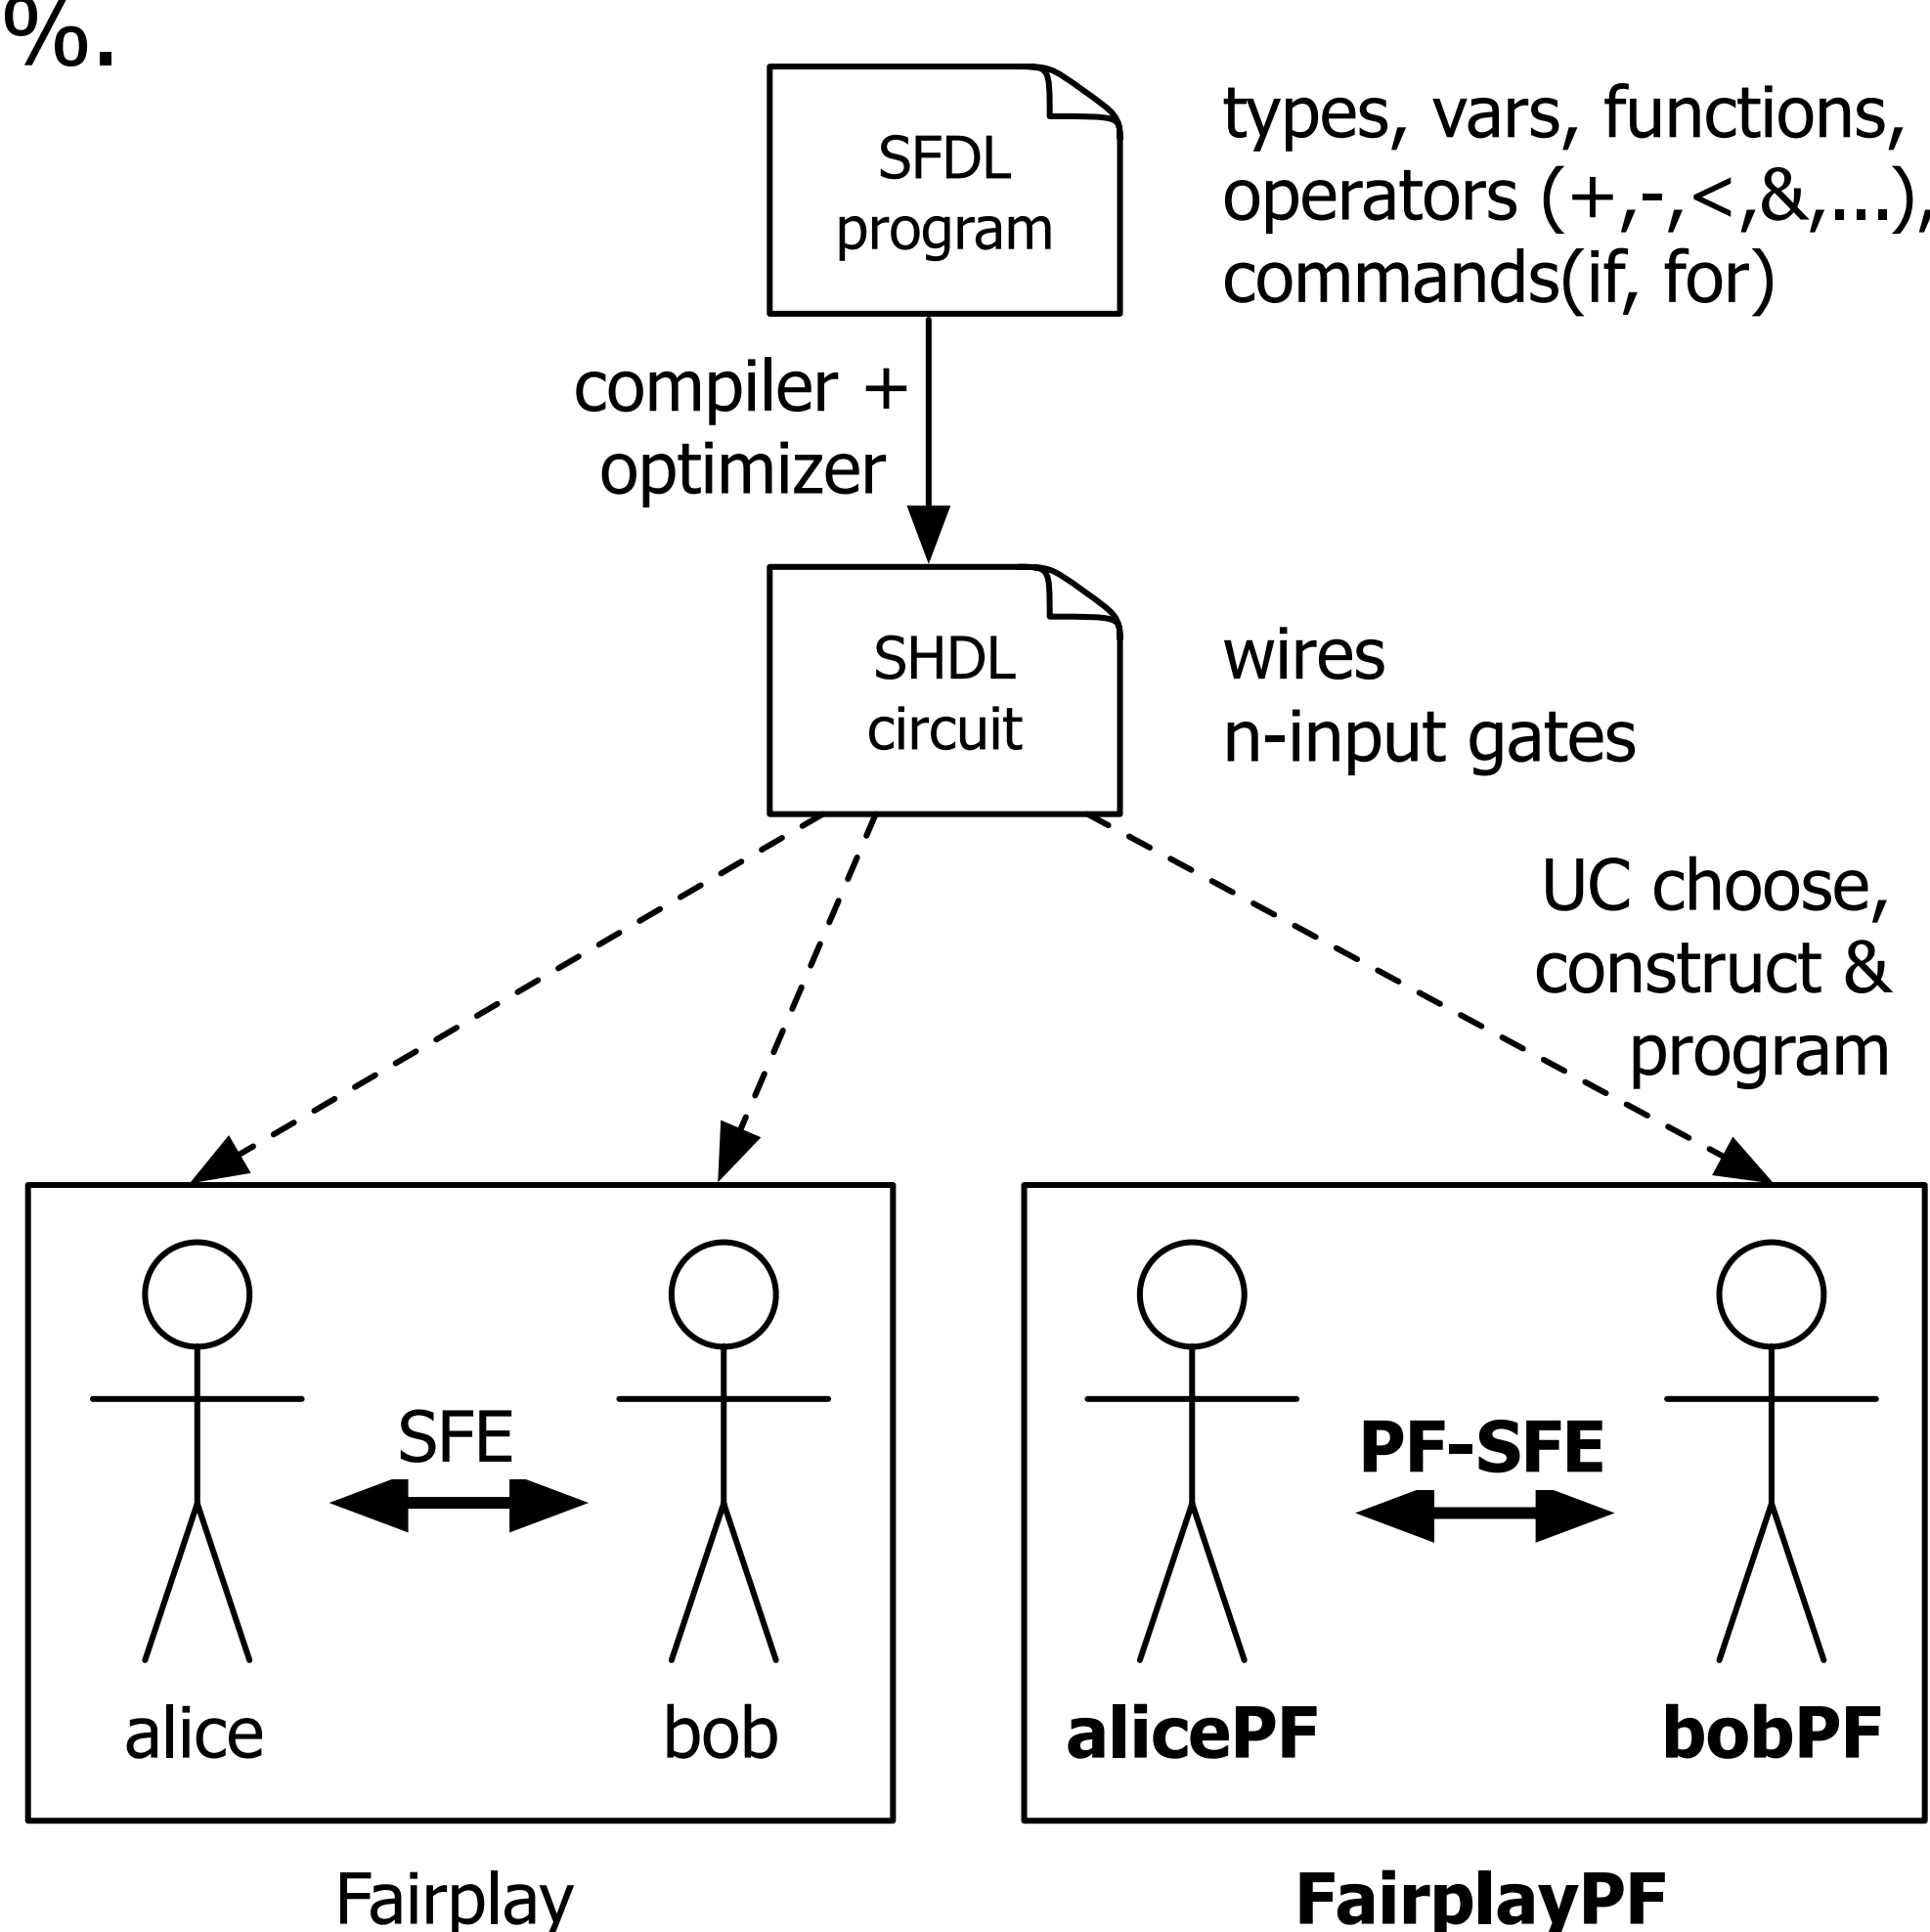 %.
SFDL
program
types, vars, functions,
operators (+,-,<,&,...),
commands(if, for)
compiler +
optimizer
SHDL
circuit
wires
n-input gates
UC choose,
construct &
program
SFE
PF-SFE
alice
bob
alicePF
bobPF
Fairplay
FairplayPF